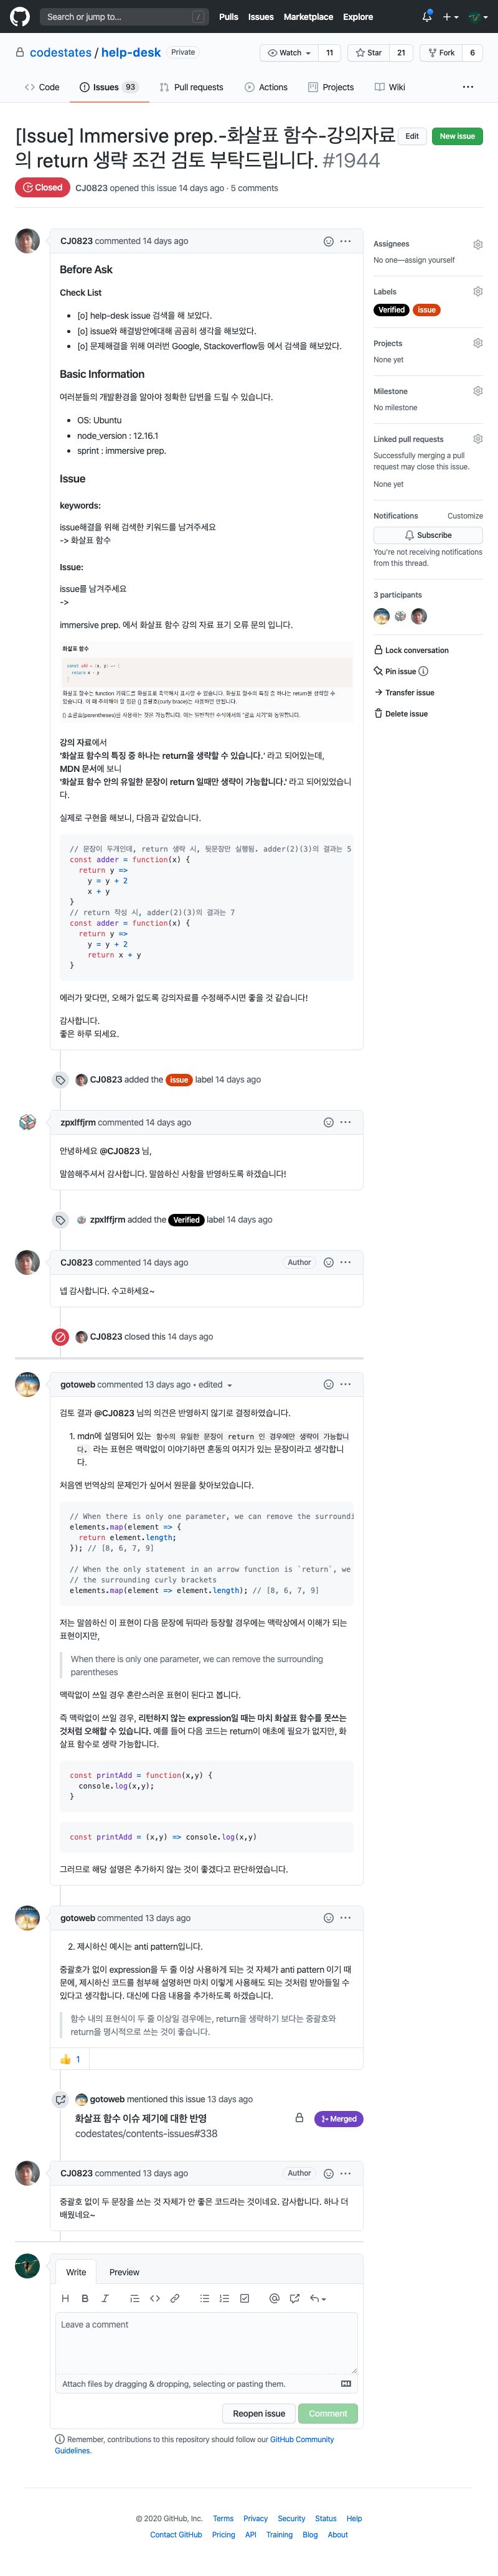 Search or jump to...
/
Pulls Issues Marketplace Explore
codestates / help-desk Private
Watch 11 Star 21 Fork 6
Code Issues 93 Pull requests Actions Projects Wiki
[Issue] Immersive prep.-화살표 함수-강의자료
의 return 생략 조건 검토 부탁드립니다. #1944
Edit New issue
Closed CJ0823 opened this issue 14 days ago · 5 comments
CJ0823 commented 14 days ago
Before Ask
Check List
• [o] help-desk issue 검색을 해 보았다.
• [o] issue와 해결방안에대해 곰곰히 생각을 해보았다.
• [o] 문제해결을 위해 여러번 Google, Stackoverflow등 에서 검색을 해보았다.
Basic Information
여러분들의 개발환경을 알아야 정확한 답변을 드릴 수 있습니다.
• OS: Ubuntu
• node_version : 12.16.1
• sprint : immersive prep.
Issue
keywords:
issue해결을 위해 검색한 키워드를 남겨주세요
-> 화살표 함수
Issue:
issue를 남겨주세요
->
immersive prep. 에서 화살표 함수 강의 자료 표기 오류 문의 입니다.
화살표 함수
const add = (x, y) => {
return x + y
}
화살표 함수는 function 키워드를 화살표로 축약해서 표시할 수 있습니다. 화살표 함수의 특징 중 하나는 return을 생략할 수
강의 자료에서
'화살표 함수의 특징 중 하나는 return을 생략할 수 있습니다.' 라고 되어있는데,
MDN 문서에 보니
'화살표 함수 안의 유일한 문장이 return 일때만 생략이 가능합니다.' 라고 되어있었습니
다.
실제로 구현을 해보니, 다음과 같았습니다.
// 문장이 두개인데, return 생략 시, 뒷문장만 실행됨. adder(2)(3)의 결과는 5
const adder = function(x) {
return y =>
y = y + 2
x + y
}
// return 작성 시, adder(2)(3)의 결과는 7
const adder = function(x) {
return y =>
y = y + 2
return x + y
}
에러가 맞다면, 오해가 없도록 강의자료를 수정해주시면 좋을 것 같습니다!
감사합니다.
좋은 하루 되세요.
CJ0823 added the issue label 14 days ago
zpxlffjrm commented 14 days ago
안녕하세요 @CJ0823 님,
말씀해주셔서 감사합니다. 말씀하신 사항을 반영하도록 하겠습니다!
zpxlffjrm added the Verified label 14 days ago
CJ0823 commented 14 days ago Author
넵 감사합니다. 수고하세요~
CJ0823 closed this 14 days ago
gotoweb commented 13 days ago • edited
검토 결과 @CJ0823 님의 의견은 반영하지 않기로 결정하였습니다.
1. mdn에 설명되어 있는 함수의 유일한 문장이 return 인 경우에만 생략이 가능합니
다. 라는 표현은 맥락없이 이야기하면 혼동의 여지가 있는 문장이라고 생각합니
다.
처음엔 번역상의 문제인가 싶어서 원문을 찾아보았습니다.
// When there is only one parameter, we can remove the surroundi
elements.map(element => {
return element.length;
}); // [8, 6, 7, 9]
// When the only statement in an arrow function is `return`, we
// the surrounding curly brackets
elements.map(element => element.length); // [8, 6, 7, 9]
저는 말씀하신 이 표현이 다음 문장에 뒤따라 등장할 경우에는 맥락상에서 이해가 되는
표현이지만,
When there is only one parameter, we can remove the surrounding
parentheses
맥락없이 쓰일 경우 혼란스러운 표현이 된다고 봅니다.
즉 맥락없이 쓰일 경우, 리턴하지 않는 expression일 때는 마치 화살표 함수를 못쓰는
것처럼 오해할 수 있습니다. 예를 들어 다음 코드는 return이 애초에 필요가 없지만, 화
살표 함수로 생략 가능합니다.
const printAdd = function(x,y) {
console.log(x,y);
}
const printAdd = (x,y) => console.log(x,y)
그러므로 해당 설명은 추가하지 않는 것이 좋겠다고 판단하였습니다.
gotoweb commented 13 days ago
2. 제시하신 예시는 anti pattern입니다.
중괄호가 없이 expression을 두 줄 이상 사용하게 되는 것 자체가 anti pattern 이기 때
문에, 제시하신 코드를 첨부해 설명하면 마치 이렇게 사용해도 되는 것처럼 받아들일 수
있다고 생각합니다. 대신에 다음 내용을 추가하도록 하겠습니다.
함수 내의 표현식이 두 줄 이상일 경우에는, return을 생략하기 보다는 중괄호와
return을 명시적으로 쓰는 것이 좋습니다.
👍 1
gotoweb mentioned this issue 13 days ago
화살표 함수 이슈 제기에 대한 반영
codestates/contents-issues#338
Merged
CJ0823 commented 13 days ago Author
중괄호 없이 두 문장을 쓰는 것 자체가 안 좋은 코드라는 것이네요. 감사합니다. 하나 더
배웠네요~
Write Preview
Leave a comment
Attach files by dragging & dropping, selecting or pasting them.
Reopen issue Comment
Remember, contributions to this repository should follow our GitHub Community
Guidelines.
Assignees
No one—assign yourself
Labels
Verified issue
Projects
None yet
Milestone
No milestone
Linked pull requests
Successfully merging a pull
request may close this issue.
None yet
Notifications Customize
Subscribe
You're not receiving notifications
from this thread.
3 participants
Lock conversation
Pin issue
Transfer issue
Delete issue
© 2020 GitHub, Inc. Terms Privacy Security Status Help
Contact GitHub Pricing API Training Blog About